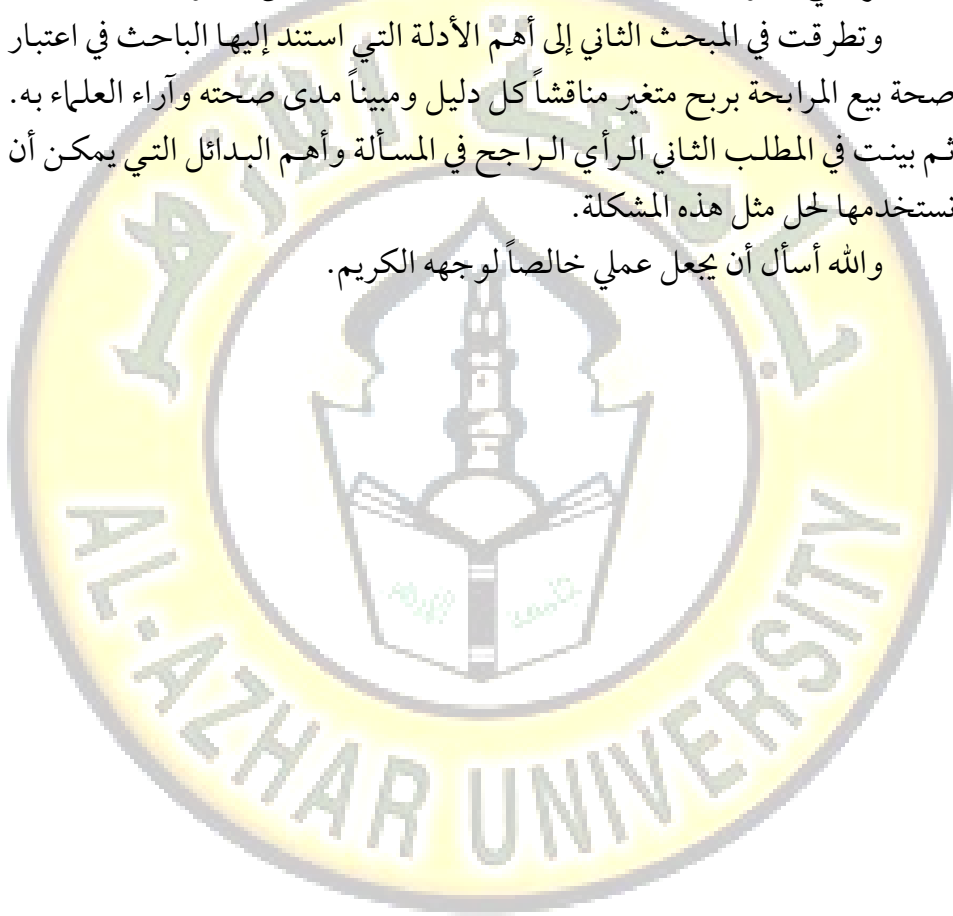 وتطرقت في المبحث الثاني إلى أهم الأدلة التي استند إليها الباحث في اعتبار
صحة بيع المرابحة بربح متغير مناقشاً كل دليل ومبيناً مدى صحته وآراء العلماء به.
ثم بينت في المطلب الثاني الرأي الراجح في المسألة وأهم البدائل التي يمكن أن
نستخدمها لحل مثل هذه المشكلة.
والله أسأل أن يجعل عملي خالصاً لوجهه الكريم.
جامعة الأزهر
AL-AZHAR UNIVERSITY